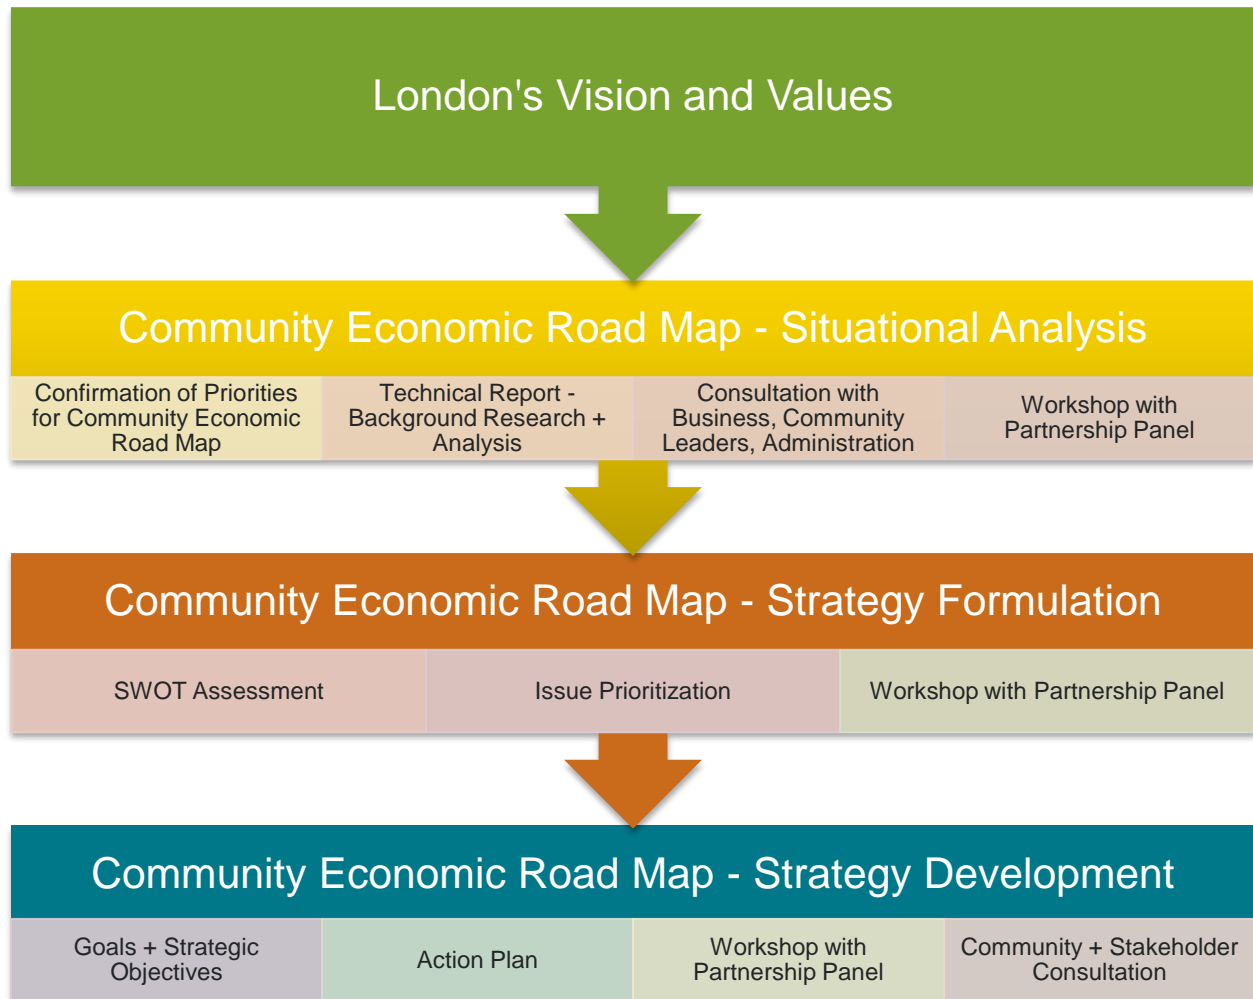 London's Vision and Values
Community Economic Road Map - Situational Analysis
Confirmation of Priorities
for Community Economic
Road Map
Technical Report -
Background Research +
Analysis
Consultation with
Business, Community
Leaders, Administration
Workshop with
Partnership Panel
Community Economic Road Map - Strategy Formulation
SWOT Assessment
Issue Prioritization
Workshop with Partnership Panel
Community Economic Road Map - Strategy Development
Goals + Strategic
Objectives
Action Plan
Workshop with
Partnership Panel
Community + Stakeholder
Consultation